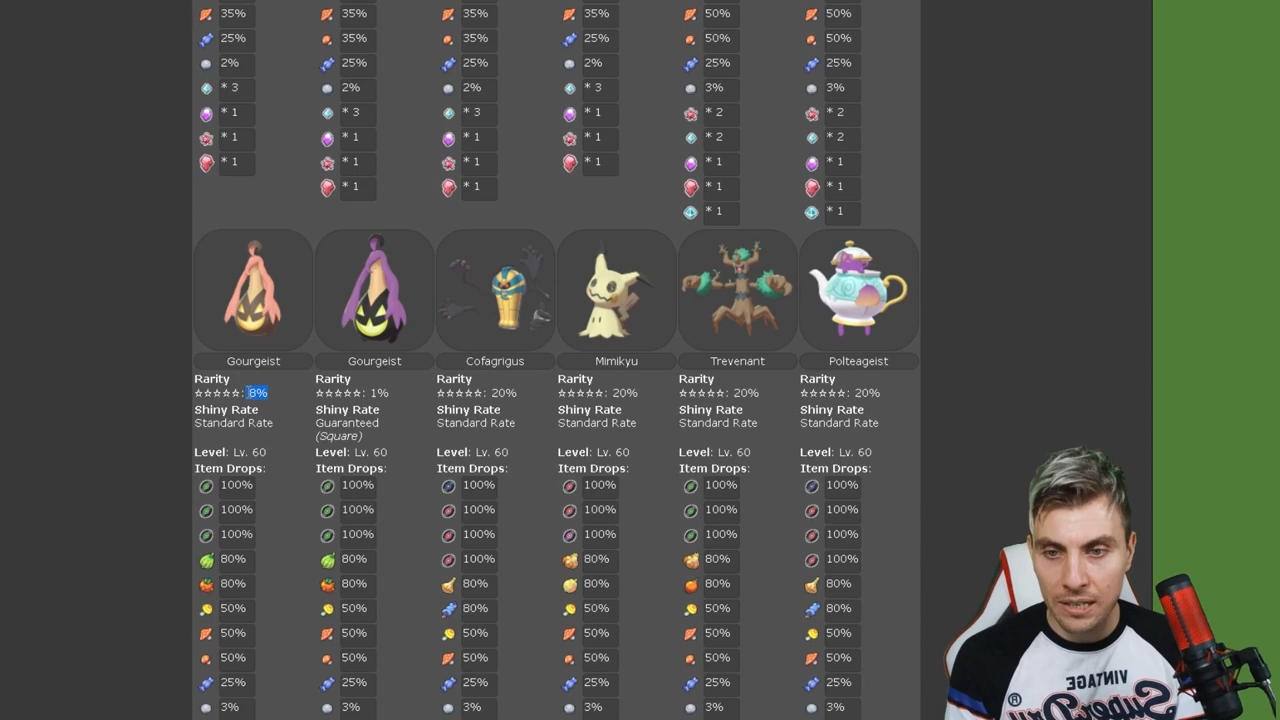 35% 35% 35% 35% 50% 50%
25% 35% 35% 25% 50% 50%
2% 25% 25% 2% 25% 25%
* 3 2% 2% * 3 3% 3%
* 1 * 3 * 3 * 1 * 2 * 2
* 1 * 1 * 1 * 1 * 2 * 2
* 1 * 1 * 1 * 1 * 1 * 1
* 1 * 1 * 1 * 1
* 1 * 1
Gourgeist Gourgeist Cofagrigus Mimikyu Trevenant Polteageist
Rarity Rarity Rarity Rarity Rarity Rarity
☆☆☆☆☆: 8% ☆☆☆☆☆: 1% ☆☆☆☆☆: 20% ☆☆☆☆☆: 20% ☆☆☆☆☆: 20% ☆☆☆☆☆: 20%
Shiny Rate Shiny Rate Shiny Rate Shiny Rate Shiny Rate Shiny Rate
Standard Rate Guaranteed Standard Rate Standard Rate Standard Rate Standard Rate
(Square)
Level: Lv. 60 Level: Lv. 60 Level: Lv. 60 Level: Lv. 60 Level: Lv. 60 Level: Lv. 60
Item Drops: Item Drops: Item Drops: Item Drops: Item Drops: Item Drops:
100% 100% 100% 100% 100% 100%
100% 100% 100% 100% 100% 100%
100% 100% 100% 100% 100% 100%
80% 80% 100% 80% 80% 100%
80% 80% 80% 80% 80% 80%
50% 50% 80% 50% 50% 80%
50% 50% 50% 50% 50% 50%
50% 50% 50% 50% 50% 50%
25% 25% 50% 25% 25% 50%
3% 3% 25% 3% 3% 25%
VINTAGE
SuperDry
®